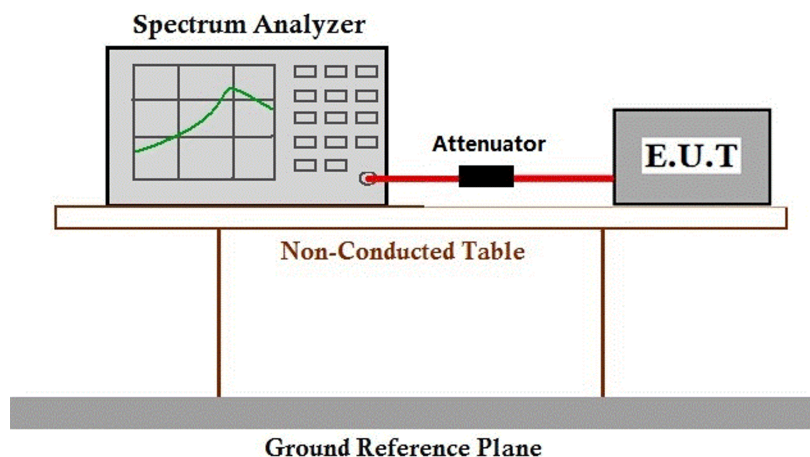 Spectrum Analyzer
Attenuator
E.U.T
Non-Conducted Table
Ground Reference Plane